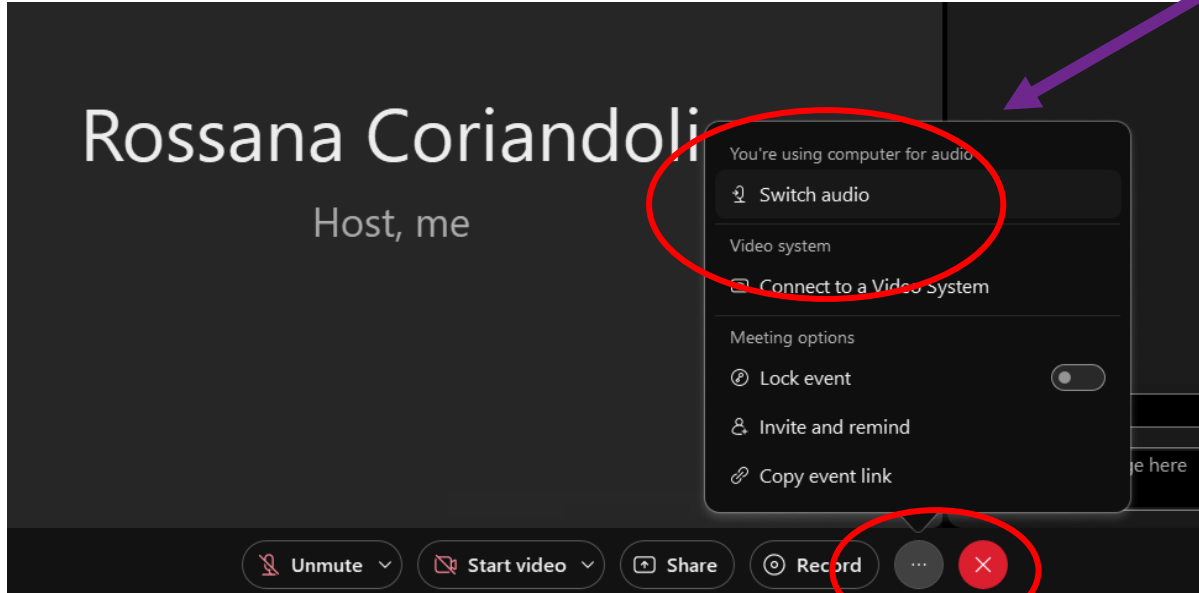 Rossana Coriandoli
Host, me
You're using computer for audio
Switch audio
Video system
Connect to a Video System
Meeting options
Lock event
Invite and remind
Copy event link
ge here
Unmute
Start video
Share
Record